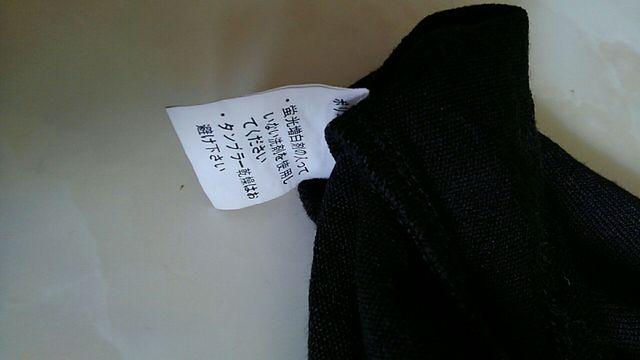 ・蛍光増白剤の入って
いない洗剤を使用し
てください
・タンブラー乾燥はお
避け下さい